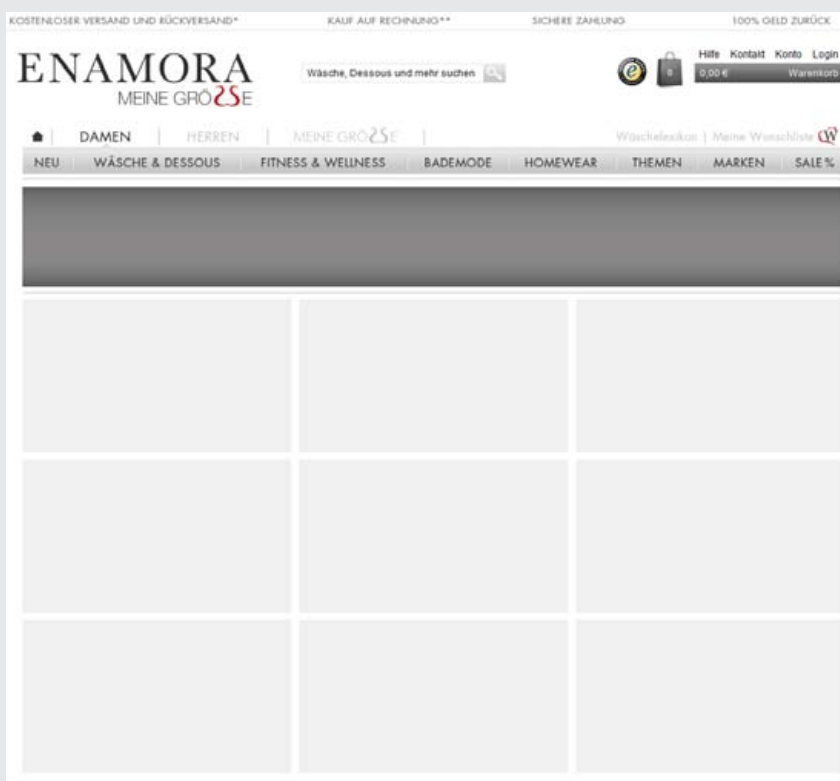 KOSTENLOSER VERSAND UND RÜCKVERSAND* KAUF AUF RECHNUNG** SICHERE ZAHLUNG 100% GELD ZURÜCK
Hilfe Kontakt Konto Login
ENAMORA
Wäsche, Dessous und mehr suchen
e
0
0,00 € Warenkorb
MEINE GRÖSSE
DAMEN | HERREN | MEINE GRÖSSE |
Wäschelexikon | Meine Wunschliste W
NEU WÄSCHE & DESSOUS FITNESS & WELLNESS BADEMODE HOMEWEAR THEMEN MARKEN SALE %